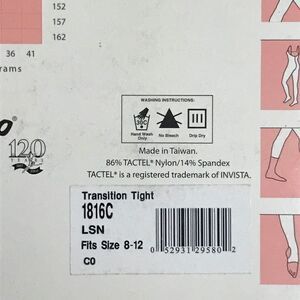 152
157
162
36 41
rams
120
YEARS
WASHING INSTRUCTIONS:
30C
Hand Wash
Only
No Bleach
Drip Dry
Made in Taiwan.
86% TACTEL® Nylon/14% Spandex
TACTEL® is a registered trademark of INVISTA.
Transition Tight
1816C
LSN
Fits Size 8-12
C0
0 52931 29580 2